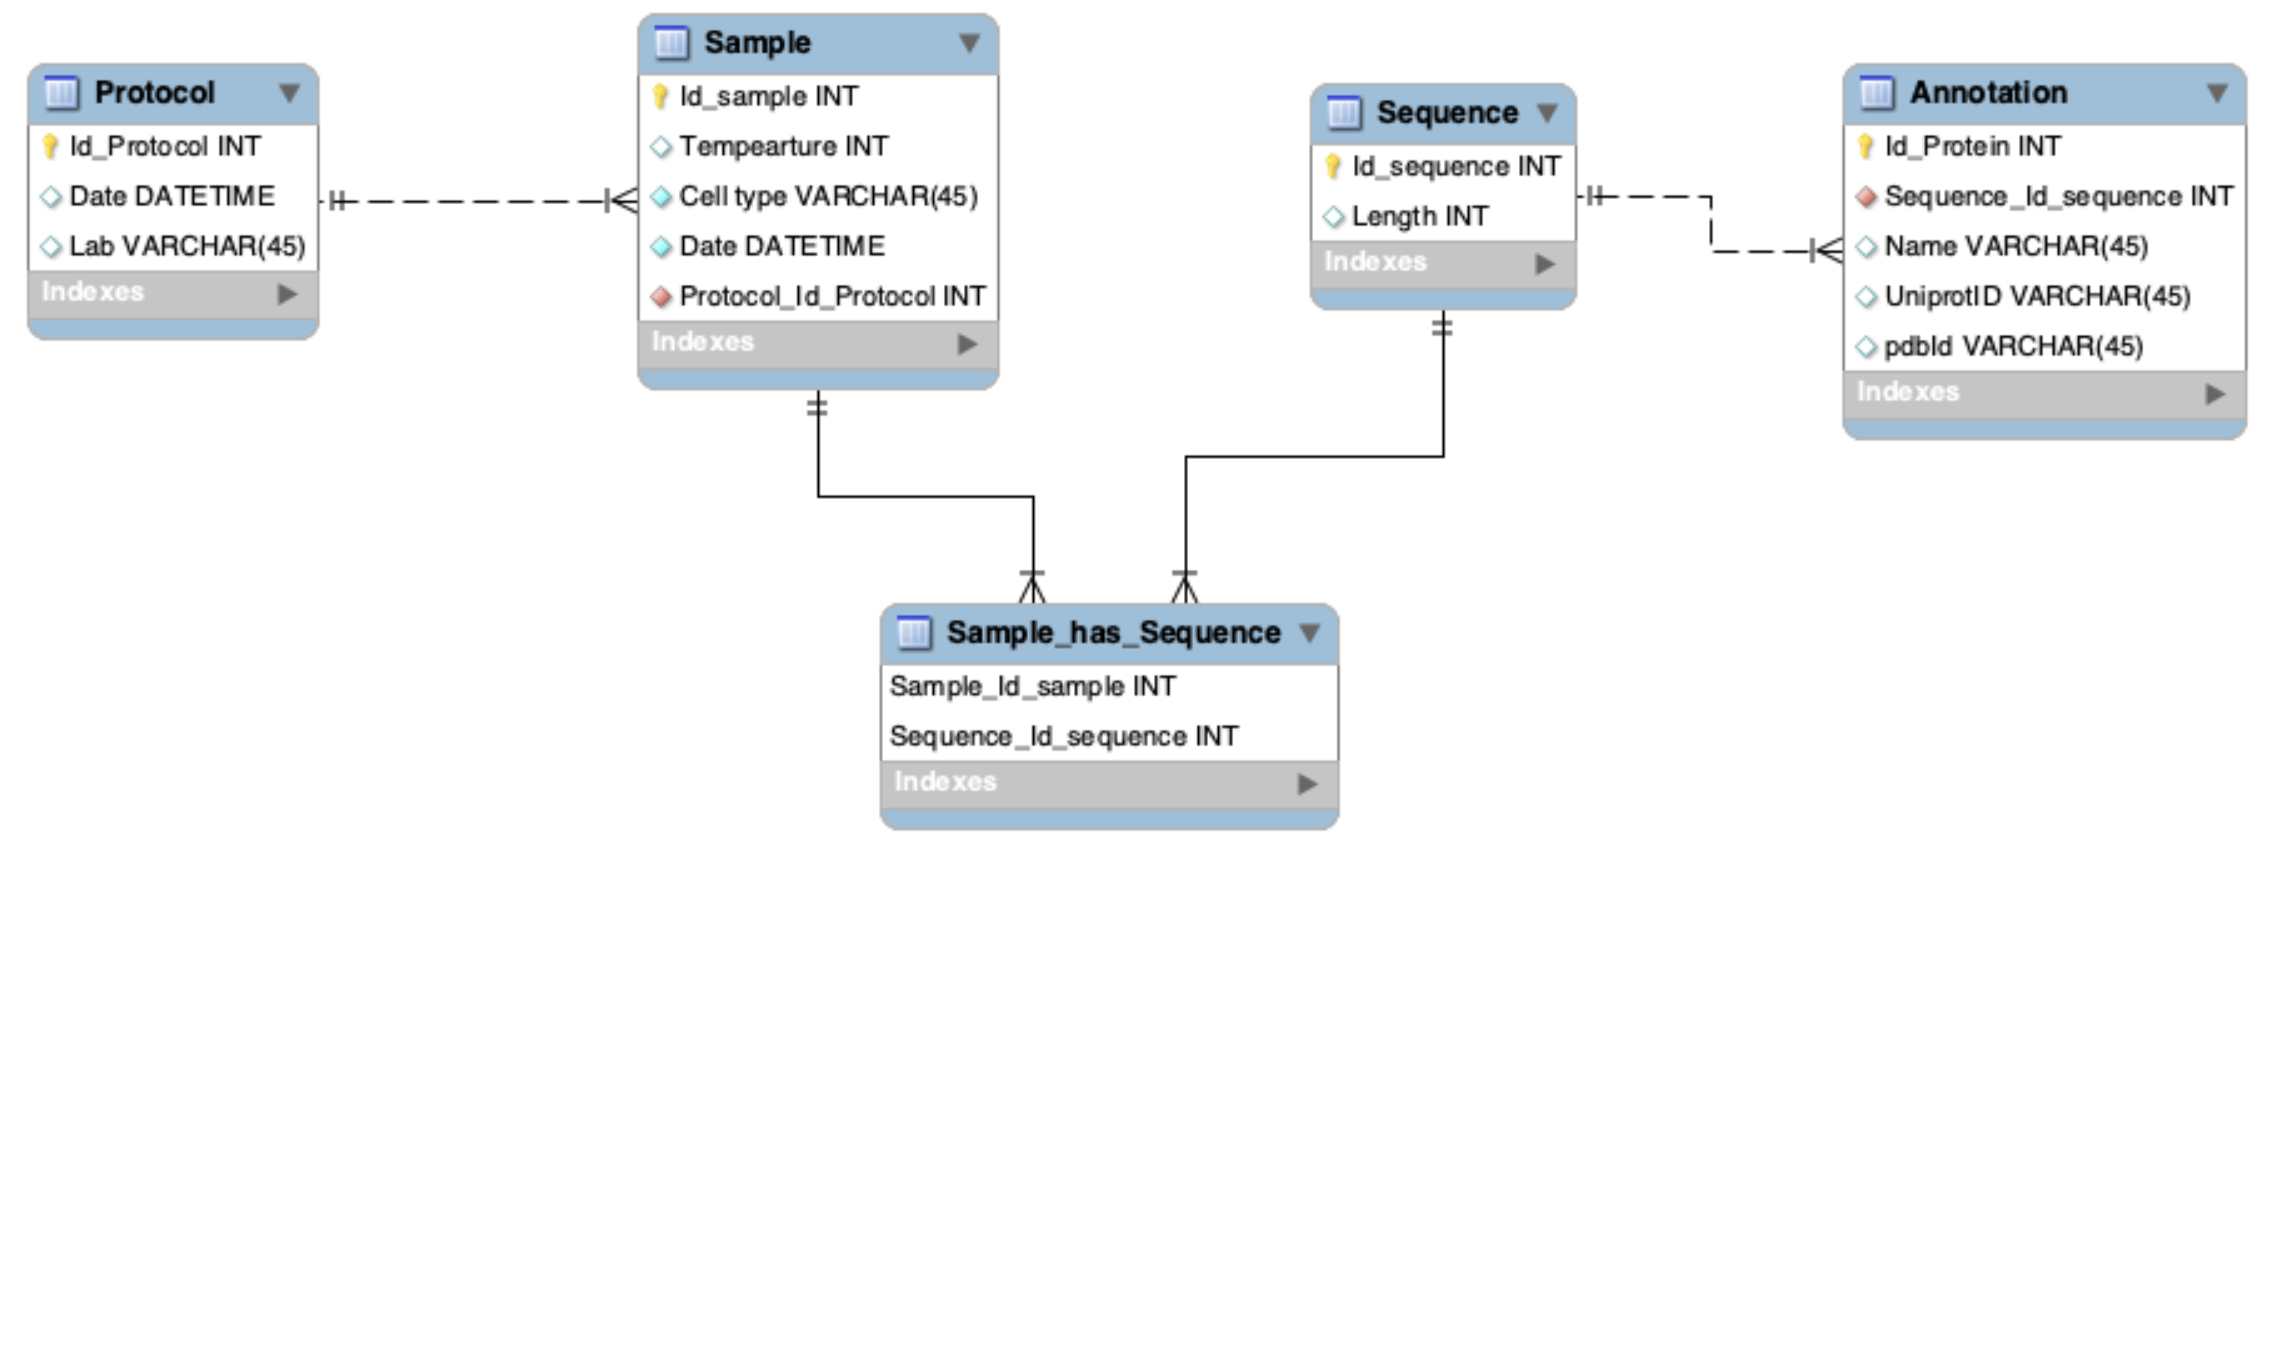 Protocol
Id_Protocol INT
Date DATETIME
Lab VARCHAR(45)
Indexes
Sample
Id_sample INT
Tempearture INT
Cell type VARCHAR(45)
Date DATETIME
Protocol_Id_Protocol INT
Indexes
Sequence
Id_sequence INT
Length INT
Indexes
Annotation
Id_Protein INT
Sequence_Id_sequence INT
Name VARCHAR(45)
UniprotID VARCHAR(45)
pdbId VARCHAR(45)
Indexes
Sample_has_Sequence
Sample_Id_sample INT
Sequence_Id_sequence INT
Indexes